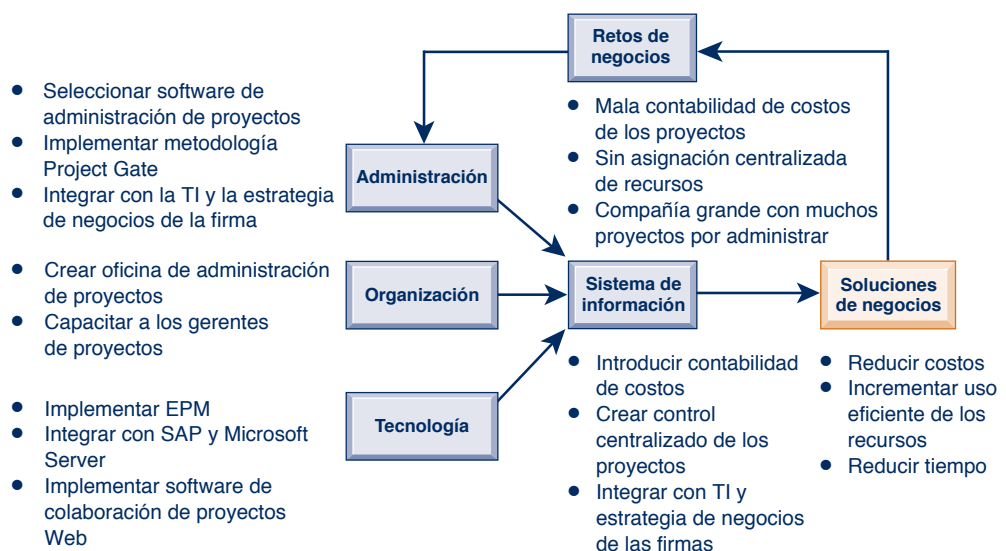 Retos de
negocios
• Mala contabilidad de costos
de los proyectos
• Sin asignación centralizada
de recursos
• Compañía grande con muchos
proyectos por administrar
• Seleccionar software de
administración de proyectos
• Implementar metodología
Project Gate
• Integrar con la TI y la estrategia
de negocios de la firma
Administración
• Crear oficina de administración
de proyectos
• Capacitar a los gerentes
de proyectos
Organización
• Implementar EPM
• Integrar con SAP y Microsoft
Server
• Implementar software de
colaboración de proyectos
Web
Tecnología
Sistema de
información
• Introducir contabilidad
de costos
• Crear control
centralizado de los
proyectos
• Integrar con TI y
estrategia de negocios
de las firmas
Soluciones
de negocios
• Reducir costos
• Incrementar uso
eficiente de los
recursos
• Reducir tiempo